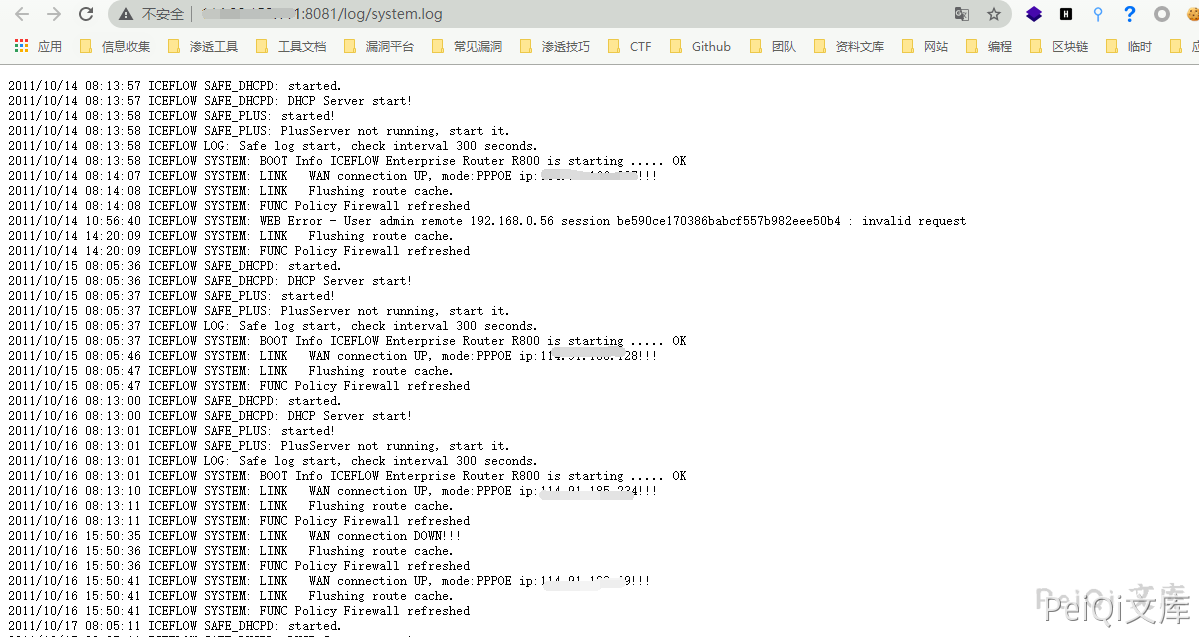 不安全 :8081/log/system.log
应用 信息收集 渗透工具 工具文档 漏洞平台 常见漏洞 渗透技巧 CTF Github 团队 资料文库 网站 编程 区块链 临时
2011/10/14 08:13:57 ICEFLOW SAFE_DHCPD: started.
2011/10/14 08:13:57 ICEFLOW SAFE_DHCPD: DHCP Server start!
2011/10/14 08:13:58 ICEFLOW SAFE_PLUS: started!
2011/10/14 08:13:58 ICEFLOW SAFE_PLUS: PlusServer not running, start it.
2011/10/14 08:13:58 ICEFLOW LOG: Safe log start, check interval 300 seconds.
2011/10/14 08:13:58 ICEFLOW SYSTEM: BOOT Info ICEFLOW Enterprise Router R800 is starting ..... OK
2011/10/14 08:14:07 ICEFLOW SYSTEM: LINK WAN connection UP, mode:PPPOE ip: !!!
2011/10/14 08:14:08 ICEFLOW SYSTEM: LINK Flushing route cache.
2011/10/14 08:14:08 ICEFLOW SYSTEM: FUNC Policy Firewall refreshed
2011/10/14 10:56:40 ICEFLOW SYSTEM: WEB Error - User admin remote 192.168.0.56 session be590ce170386babcf557b982eee50b4 : invalid request
2011/10/14 14:20:09 ICEFLOW SYSTEM: LINK Flushing route cache.
2011/10/14 14:20:09 ICEFLOW SYSTEM: FUNC Policy Firewall refreshed
2011/10/15 08:05:36 ICEFLOW SAFE_DHCPD: started.
2011/10/15 08:05:36 ICEFLOW SAFE_DHCPD: DHCP Server start!
2011/10/15 08:05:37 ICEFLOW SAFE_PLUS: started!
2011/10/15 08:05:37 ICEFLOW SAFE_PLUS: PlusServer not running, start it.
2011/10/15 08:05:37 ICEFLOW LOG: Safe log start, check interval 300 seconds.
2011/10/15 08:05:37 ICEFLOW SYSTEM: BOOT Info ICEFLOW Enterprise Router R800 is starting ..... OK
2011/10/15 08:05:46 ICEFLOW SYSTEM: LINK WAN connection UP, mode:PPPOE ip: !!!
2011/10/15 08:05:47 ICEFLOW SYSTEM: LINK Flushing route cache.
2011/10/15 08:05:47 ICEFLOW SYSTEM: FUNC Policy Firewall refreshed
2011/10/16 08:13:00 ICEFLOW SAFE_DHCPD: started.
2011/10/16 08:13:00 ICEFLOW SAFE_DHCPD: DHCP Server start!
2011/10/16 08:13:01 ICEFLOW SAFE_PLUS: started!
2011/10/16 08:13:01 ICEFLOW SAFE_PLUS: PlusServer not running, start it.
2011/10/16 08:13:01 ICEFLOW LOG: Safe log start, check interval 300 seconds.
2011/10/16 08:13:01 ICEFLOW SYSTEM: BOOT Info ICEFLOW Enterprise Router R800 is starting ..... OK
2011/10/16 08:13:10 ICEFLOW SYSTEM: LINK WAN connection UP, mode:PPPOE ip: !!!
2011/10/16 08:13:11 ICEFLOW SYSTEM: LINK Flushing route cache.
2011/10/16 08:13:11 ICEFLOW SYSTEM: FUNC Policy Firewall refreshed
2011/10/16 15:50:35 ICEFLOW SYSTEM: LINK WAN connection DOWN!!!
2011/10/16 15:50:36 ICEFLOW SYSTEM: LINK Flushing route cache.
2011/10/16 15:50:36 ICEFLOW SYSTEM: FUNC Policy Firewall refreshed
2011/10/16 15:50:41 ICEFLOW SYSTEM: LINK WAN connection UP, mode:PPPOE ip: !!!
2011/10/16 15:50:41 ICEFLOW SYSTEM: LINK Flushing route cache.
2011/10/16 15:50:41 ICEFLOW SYSTEM: FUNC Policy Firewall refreshed
2011/10/17 08:05:11 ICEFLOW SAFE_DHCPD: started.
PeiQi文库